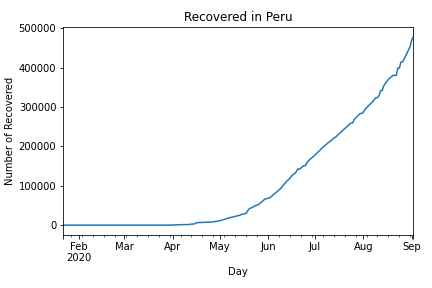 Recovered in Peru
Number of Recovered
500000
400000
300000
200000
100000
0
Feb Mar Apr May Jun Jul Aug Sep
2020
Day